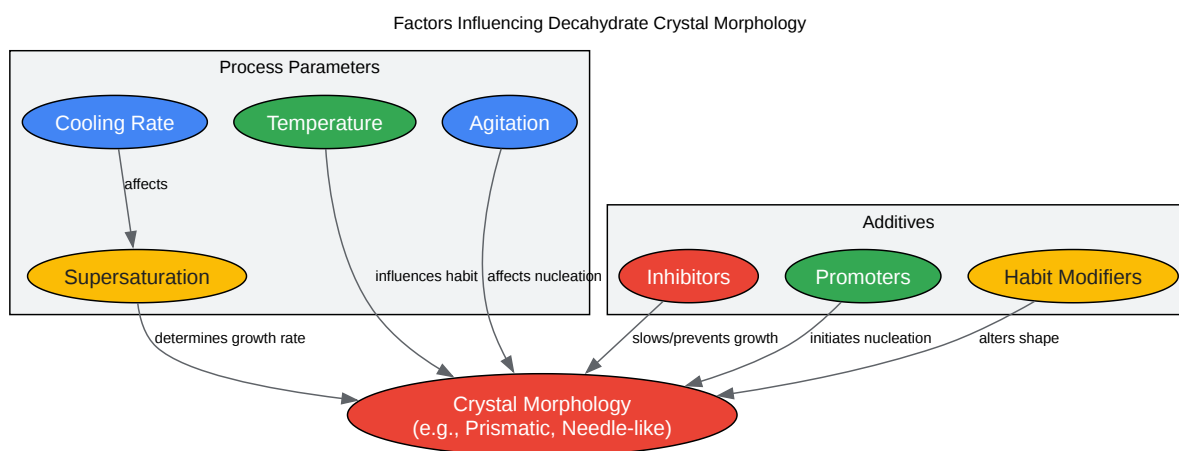 Factors Influencing Decahydrate Crystal Morphology
Process Parameters
Cooling Rate
Temperature
Agitation
affects
Additives
Supersaturation
influences habit
affects nucleation
Inhibitors
Promoters
Habit Modifiers
determines growth rate
slows/prevents growth
initiates nucleation
alters shape
Crystal Morphology
(e.g., Prismatic, Needle-like)